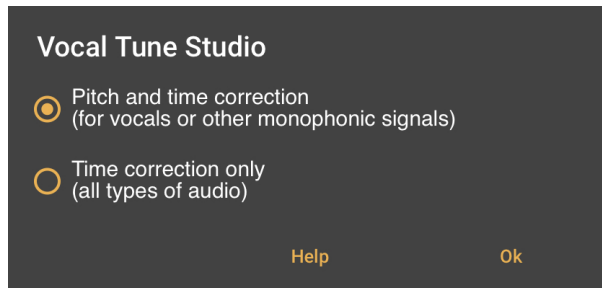 Vocal Tune Studio
Pitch and time correction
(for vocals or other monophonic signals)
Time correction only
(all types of audio)
Help Ok